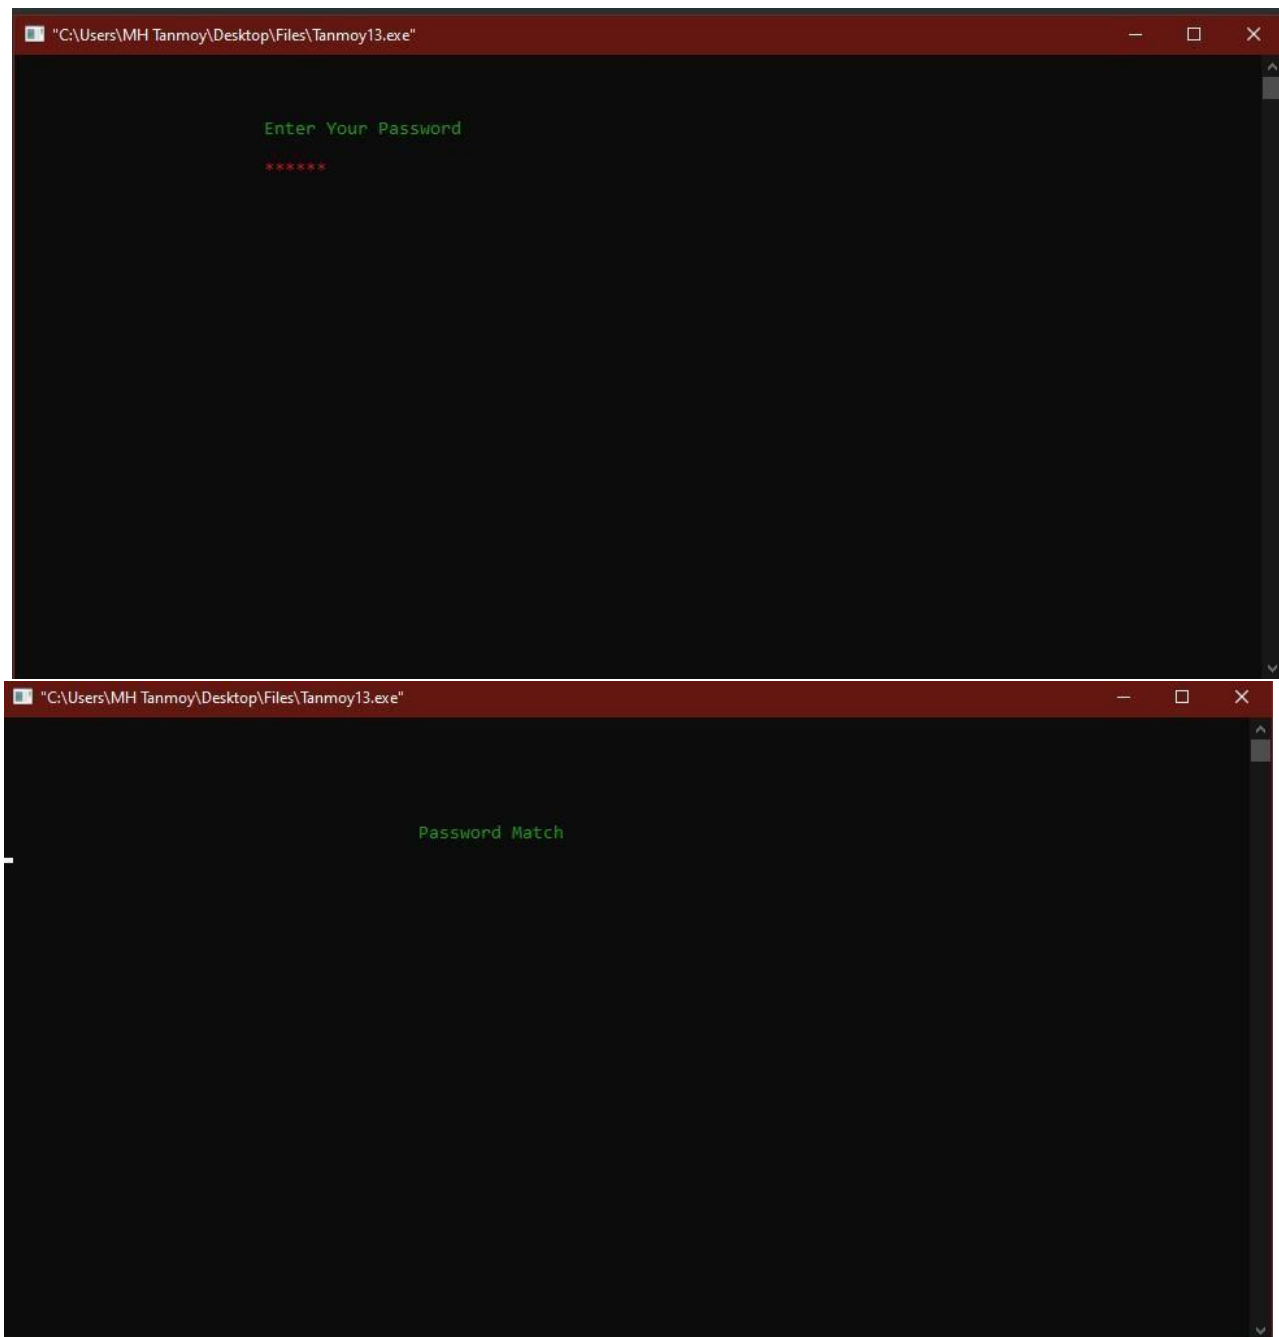 "C:\Users\MH Tanmoy\Desktop\Files\Tanmoy13.exe"
Enter Your Password
******
"C:\Users\MH Tanmoy\Desktop\Files\Tanmoy13.exe"
Password Match